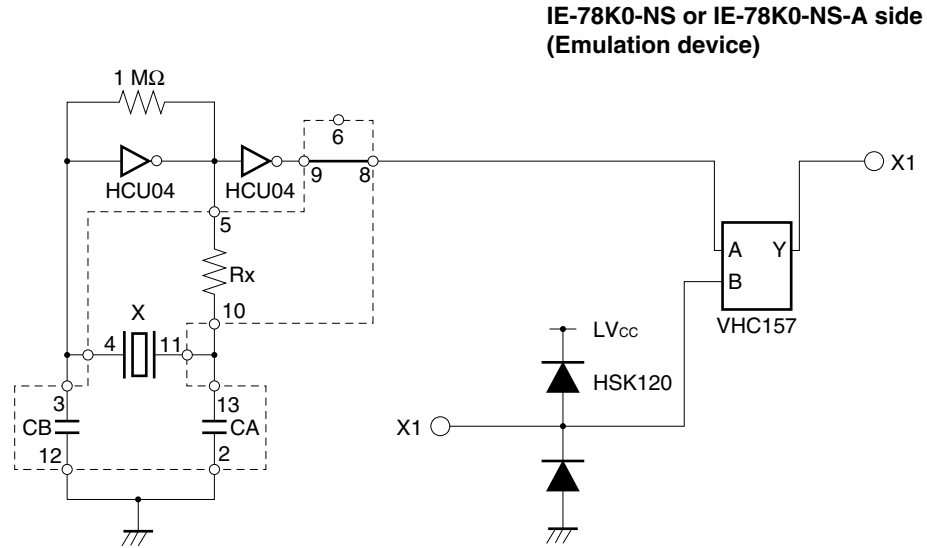 IE-78K0-NS or IE-78K0-NS-A side
(Emulation device)
1 MΩ
6
HCU04
HCU04
9
8
X1
5
A
Y
B
Rx
VHC157
10
X
LVcc
4
11
HSK120
3
13
CB
CA
X1
12
2